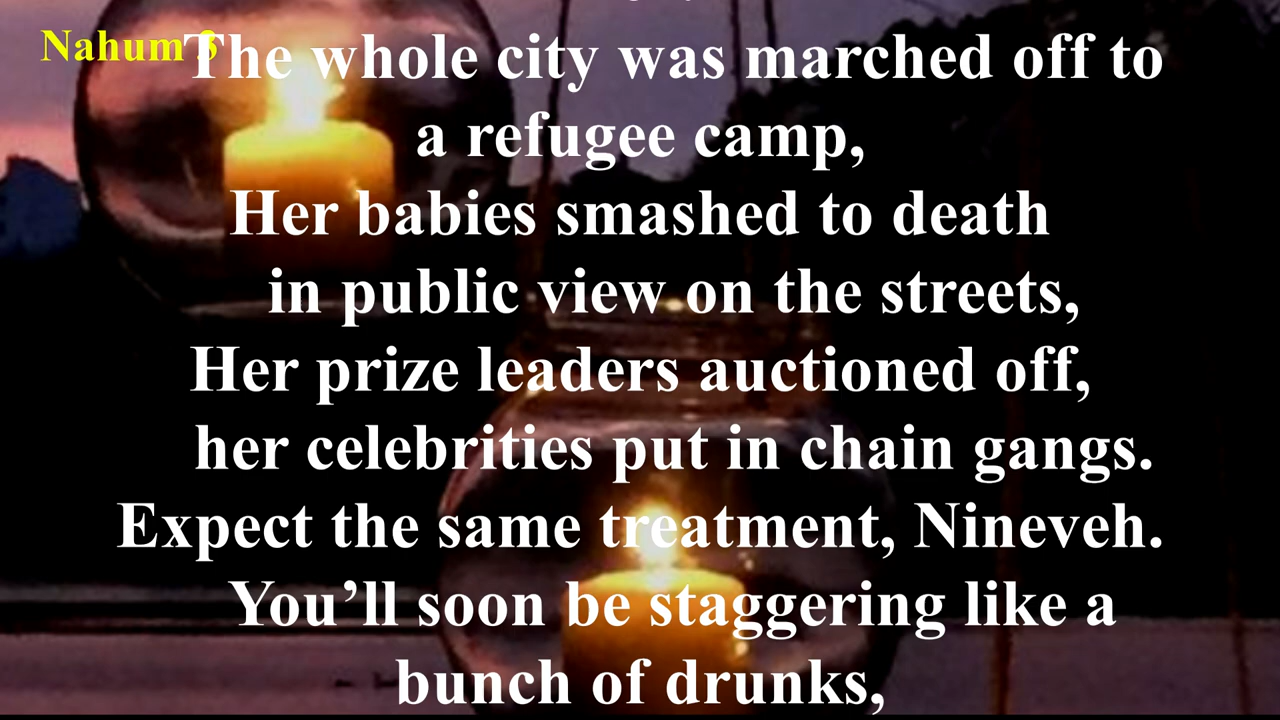 Nahum 3
The whole city was marched off to
a refugee camp,
Her babies smashed to death
in public view on the streets,
Her prize leaders auctioned off,
her celebrities put in chain gangs.
Expect the same treatment, Nineveh.
You’ll soon be staggering like a
bunch of drunks,